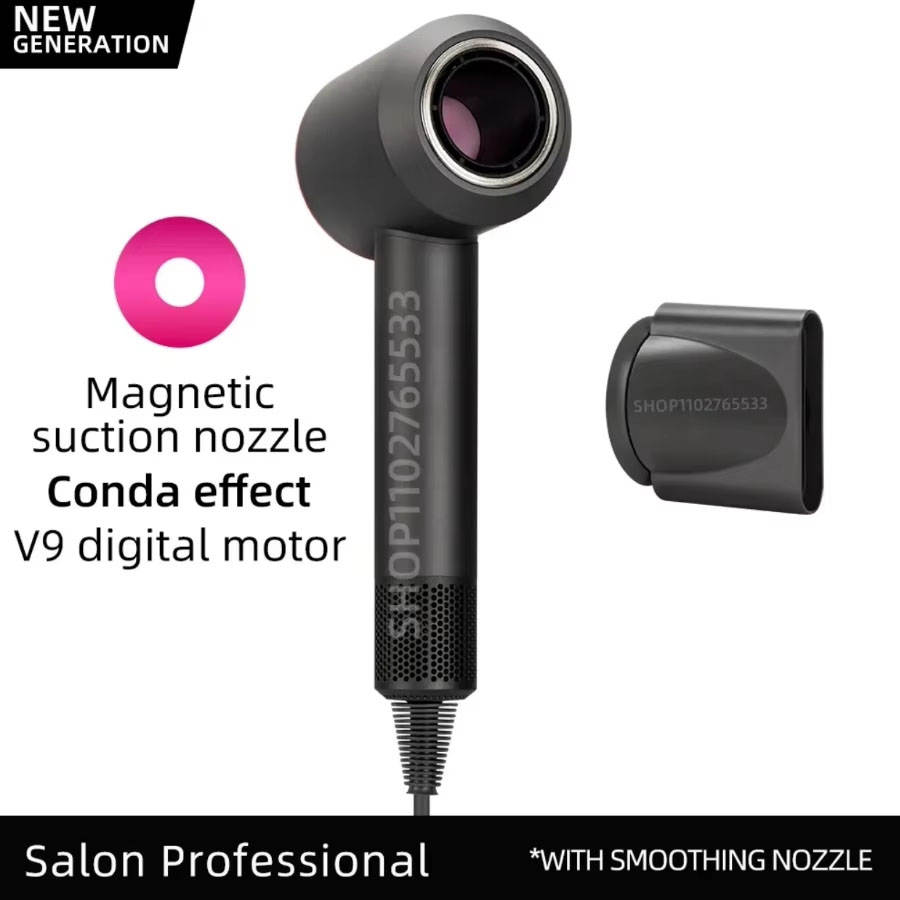 NEW
GENERATION
Magnetic
suction nozzle
Conda effect
V9 digital motor
SHOP1102765533
SHOP1102765533
Salon Professional
*WITH SMOOTHING NOZZLE